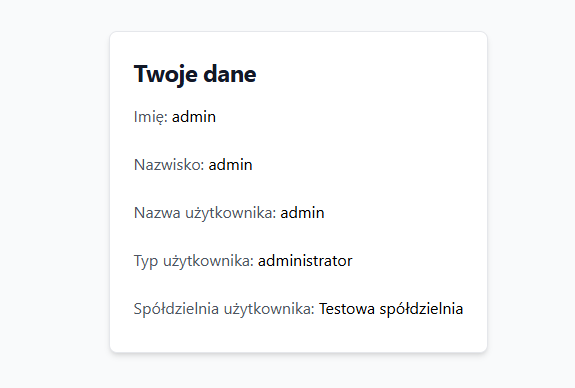 Twoje dane
Imię: admin
Nazwisko: admin
Nazwa użytkownika: admin
Typ użytkownika: administrator
Spółdzielnia użytkownika: Testowa spółdzielnia